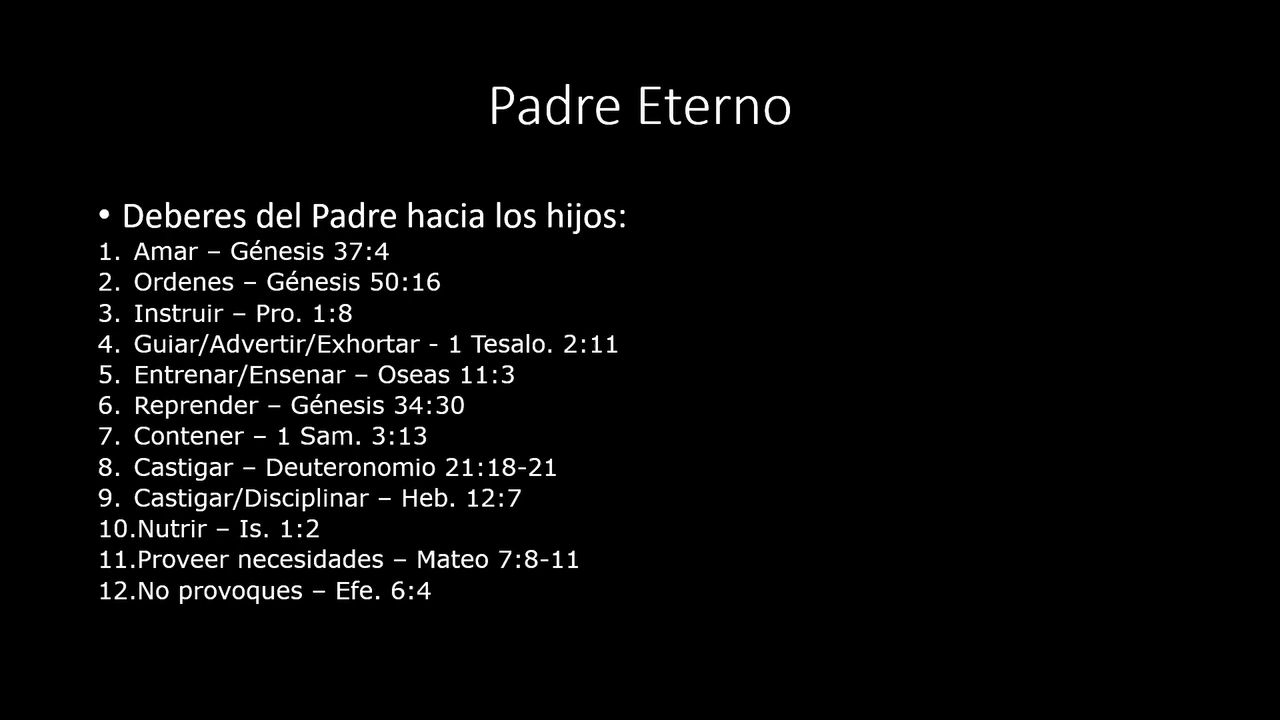 Padre Eterno
• Deberes del Padre hacia los hijos:
1. Amar – Génesis 37:4
2. Ordenes – Génesis 50:16
3. Instruir – Pro. 1:8
4. Guiar/Advertir/Exhortar - 1 Tesalo. 2:11
5. Entrenar/Ensenar – Oseas 11:3
6. Reprender – Génesis 34:30
7. Contener – 1 Sam. 3:13
8. Castigar – Deuteronomio 21:18-21
9. Castigar/Disciplinar – Heb. 12:7
10.Nutrir – Is. 1:2
11.Proveer necesidades – Mateo 7:8-11
12.No provoques – Efe. 6:4